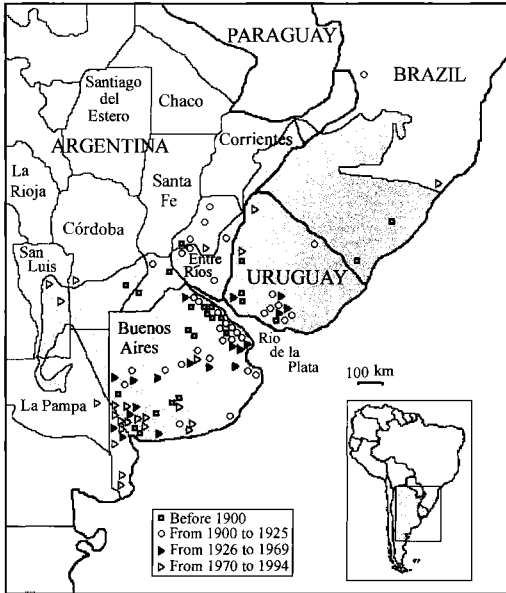 PARAGUAY
BRAZIL
Santiago
del
Estero
Chaco
Corrientes
ARGENTINA
La
Rioja
Santa
Fe
Córdoba
San
Luis
Entre
Ríos
URUGUAY
Buenos
Aires
Rio
de la
Plata
100 km
La Pampa
Before 1900
From 1900 to 1925
From 1926 to 1969
From 1970 to 1994